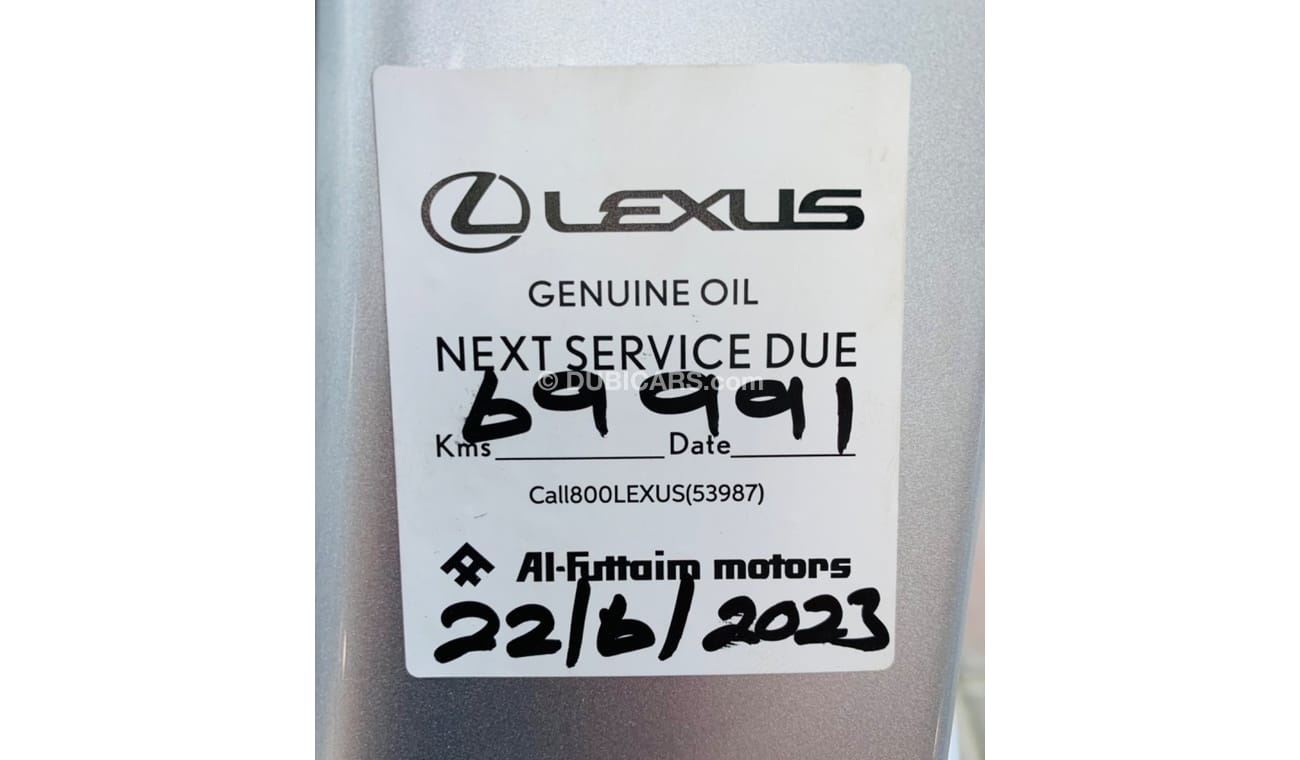 LEXUS
GENUINE OIL
NEXT SERVICE DUE
© DUBICARS.com
69991
Kms Date
Call800LEXUS(53987)
Al-Futtaim motors
22/6/2023